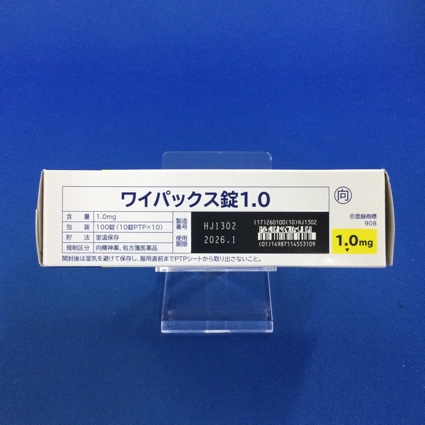 ワイパックス錠1.0
向
含 量 1.0mg
包 装 100錠(10錠PTP×10)
貯 法 室温保存
規制区分 向精神薬、処方箋医薬品
製造番号 HJ1302
使用期限 2026.1
(17)260100(10)HJ1302
(01)14987114553109
®登録商標
908
1.0mg
開封後は湿気を避けて保存し、服用直前までPTPシートから取り出さないこと。